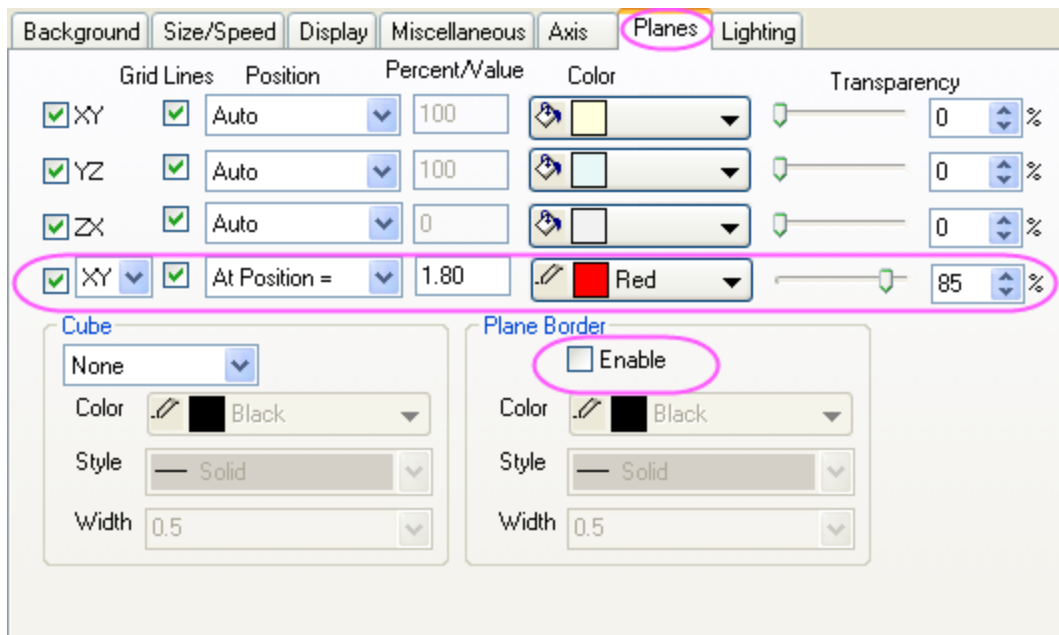 Background Size/Speed Display Miscellaneous Axis Planes Lighting
Grid Lines Position Percent/Value Color Transparency
XY Auto 100 0 %
YZ Auto 100 0 %
ZX Auto 0 0 %
XY At Position = 1.80 Red 85 %
Cube Plane Border
None Enable
Color Black Color Black
Style Solid Style Solid
Width 0.5 Width 0.5